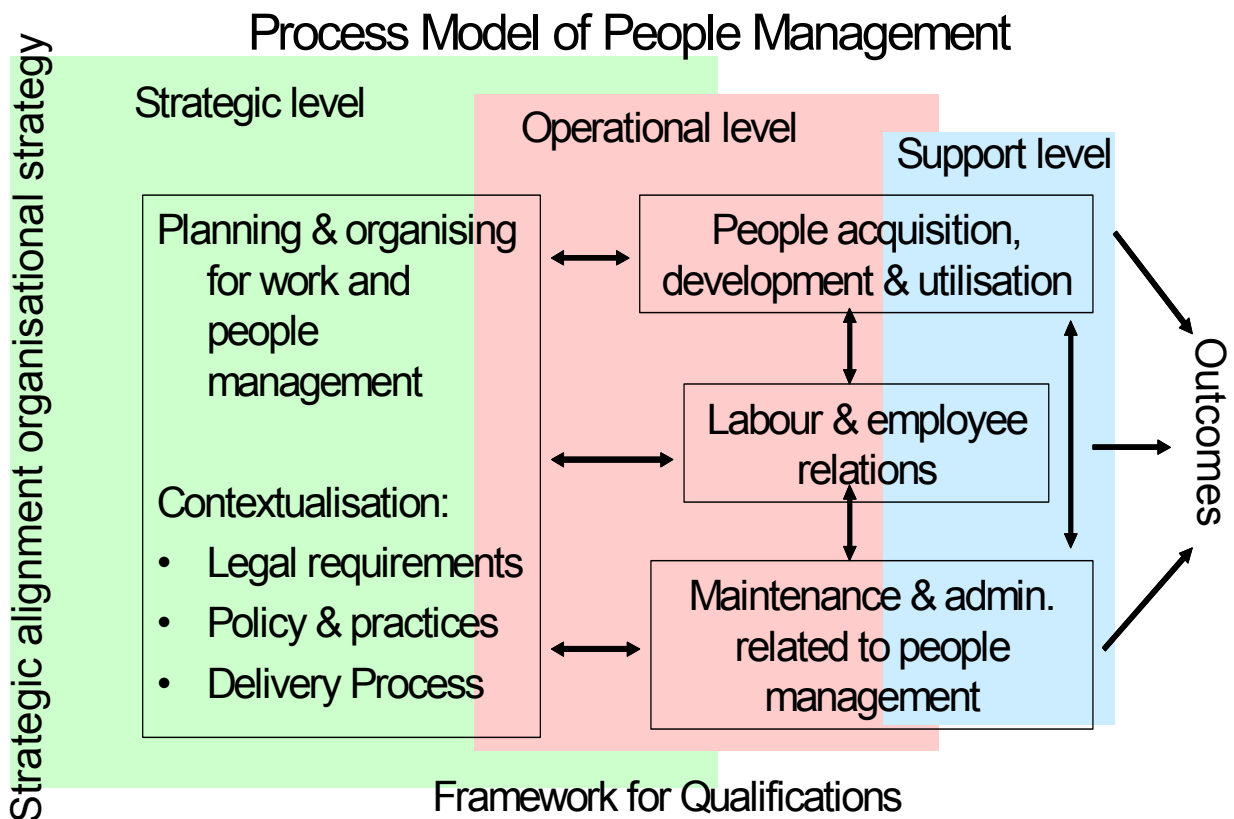 Process Model of People Management
Strategic alignment organisational strategy
Strategic level
Operational level
Support level
Planning & organising
for work and
people
management
Contextualisation:
• Legal requirements
• Policy & practices
• Delivery Process
People acquisition,
development & utilisation
Labour & employee
relations
Maintenance & admin.
related to people
management
Outcomes
Framework for Qualifications